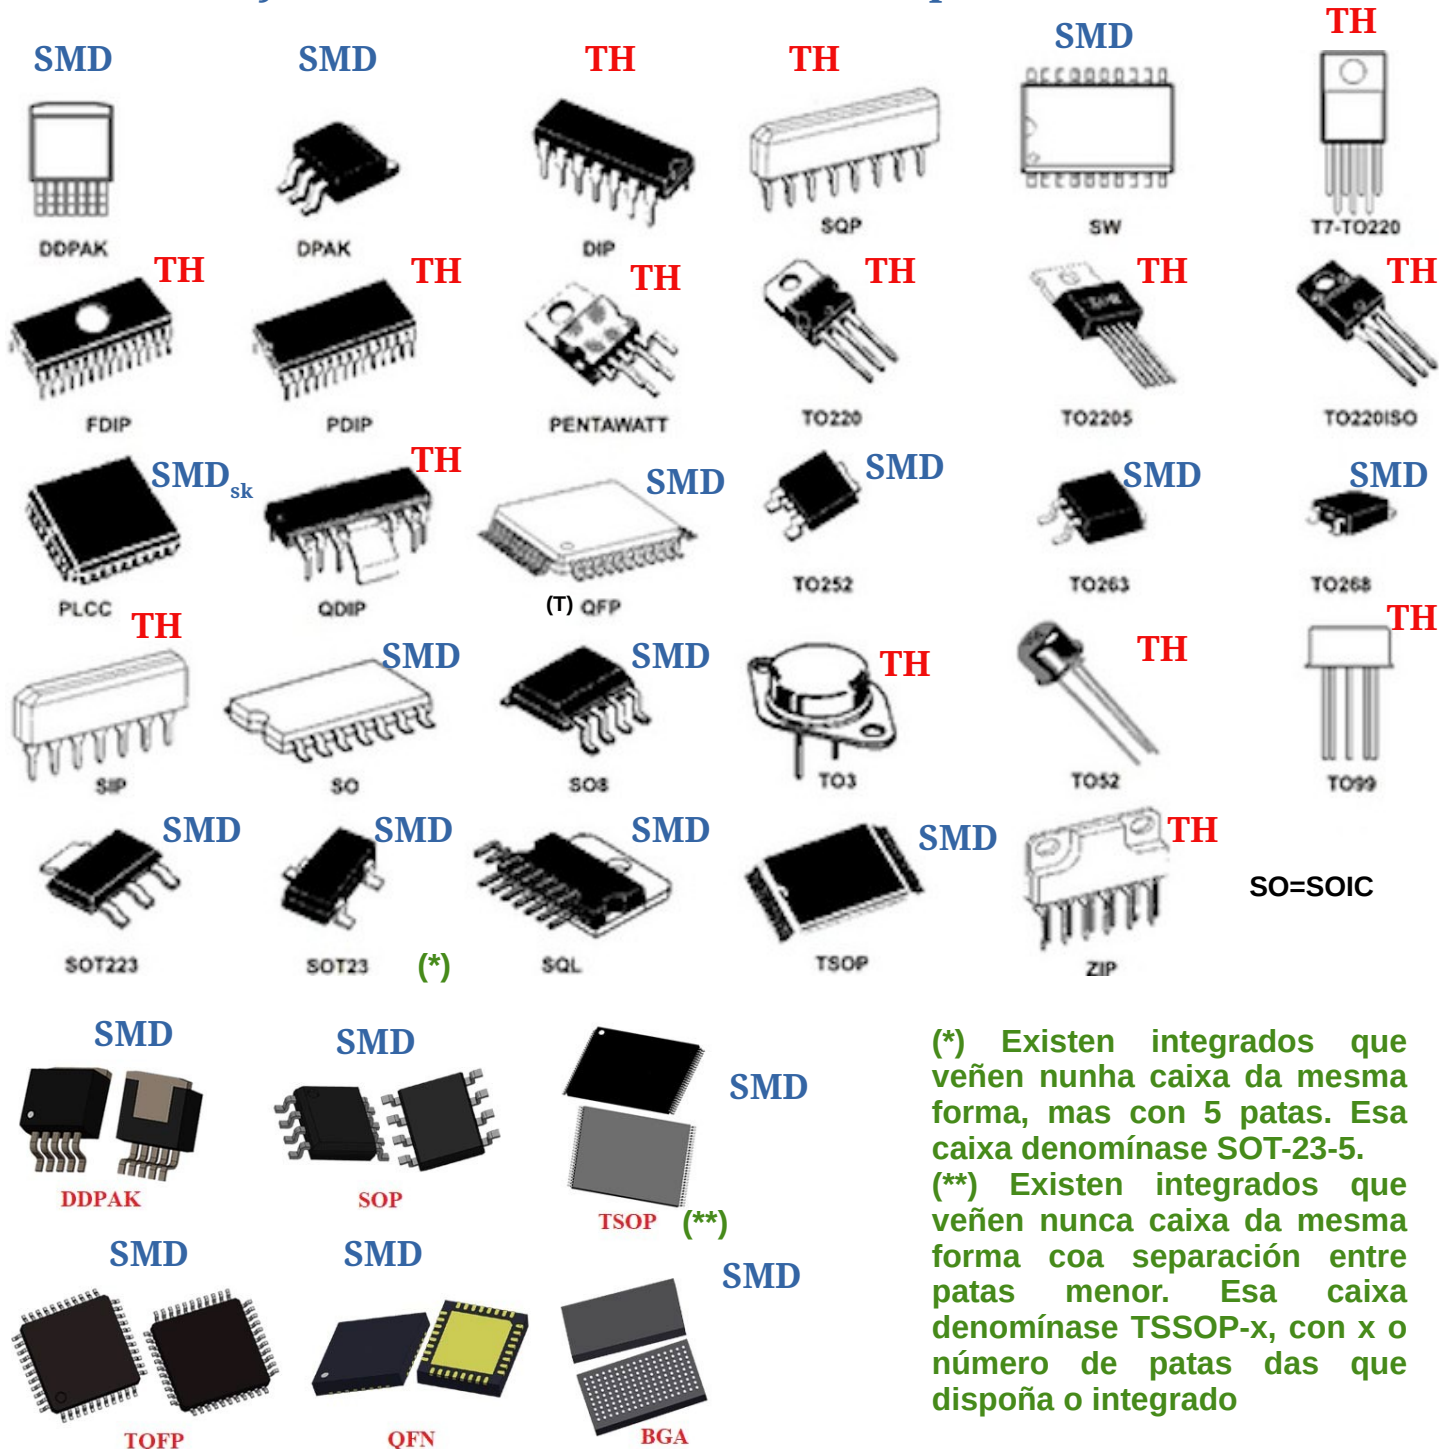 SMD SMD TH TH SMD TH
DDPAK DPAK DIP SQP SW T7-TO220
TH TH TH TH TH TH
FDIP PDIP PENTAWATT TO220 TO2205 TO220ISO
SMDsk TH SMD SMD SMD SMD
PLCC QDIP (T) QFP TO252 TO263 TO268
TH SMD SMD TH TH TH
SIP SO SO8 TO3 TO52 TO99
SMD SMD SMD SMD TH
SO=SOIC
SOT223 SOT23 (*) SQL TSOP ZIP
SMD SMD SMD
DDPAK SOP TSOP (**)
SMD SMD SMD
TQFP QFN BGA
(*) Existen integrados que
veñen nunha caixa da mesma
forma, mas con 5 patas. Esa
caixa denomínase SOT-23-5.
(**) Existen integrados que
veñen nunca caixa da mesma
forma coa separación entre
patas menor. Esa caixa
denomínase TSSOP-x, con x o
número de patas das que
dispoña o integrado